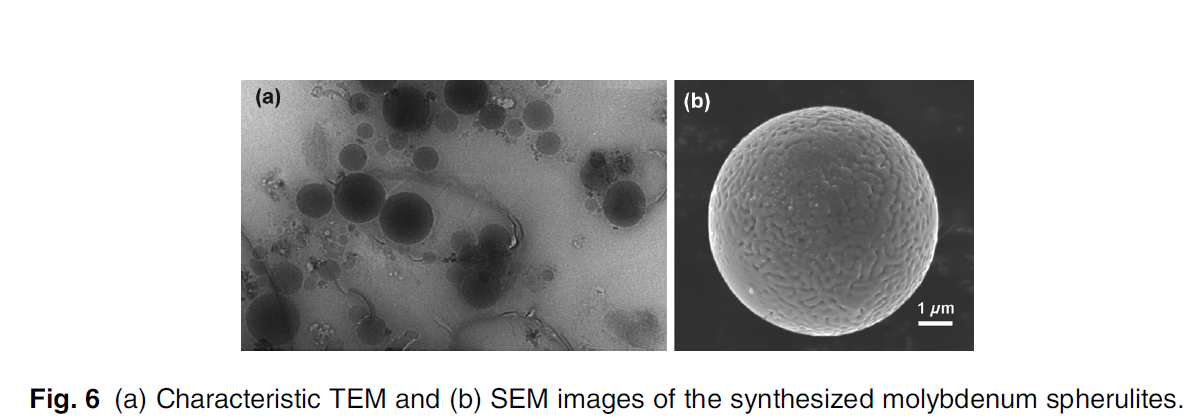 (a)
(b)
1 μm
Fig. 6 (a) Characteristic TEM and (b) SEM images of the synthesized molybdenum spherulites.